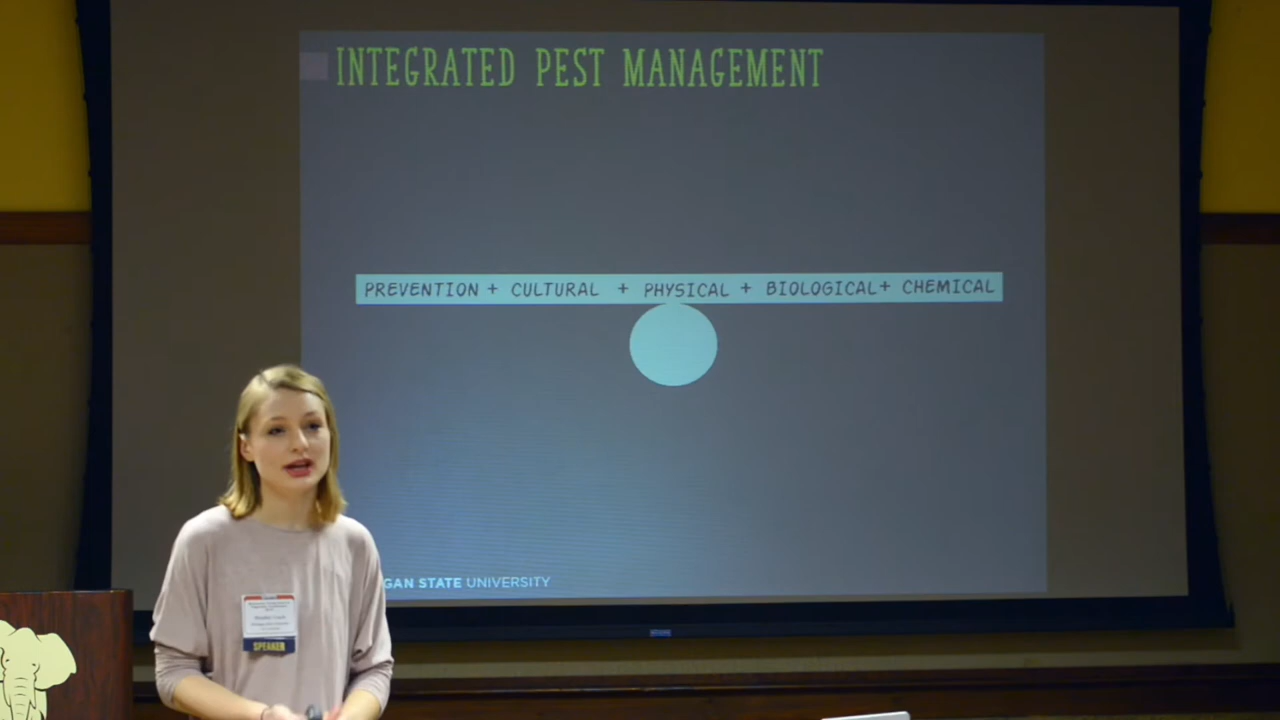 INTEGRATED PEST MANAGEMENT
PREVENTION + CULTURAL + PHYSICAL + BIOLOGICAL + CHEMICAL
GAN STATE UNIVERSITY
SPEAKER